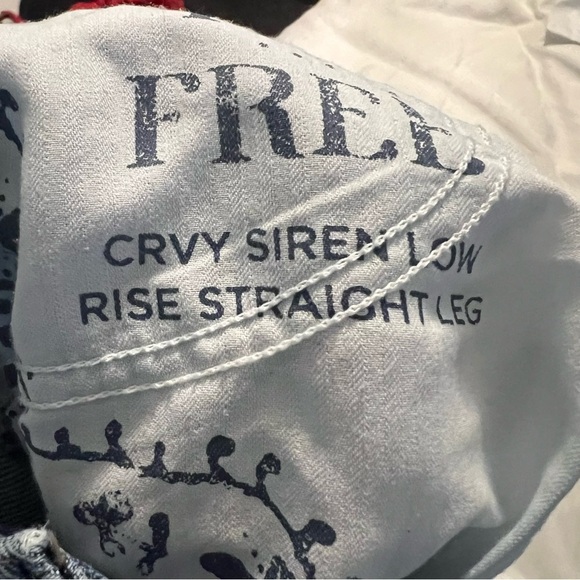 FREE
CRVY SIREN LOW
RISE STRAIGHT LEG